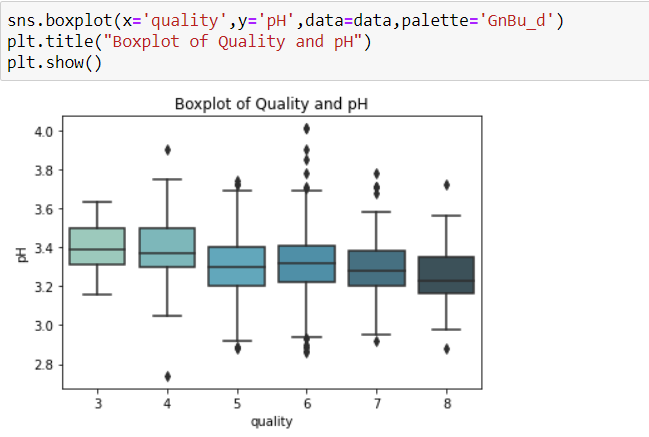 sns.boxplot(x='quality',y='pH',data=data,palette='GnBu_d')
plt.title("Boxplot of Quality and pH")
plt.show()
Boxplot of Quality and pH
4.0
3.8
3.6
3.4
3.2
3.0
2.8
pH
3 4 5 6 7 8
quality